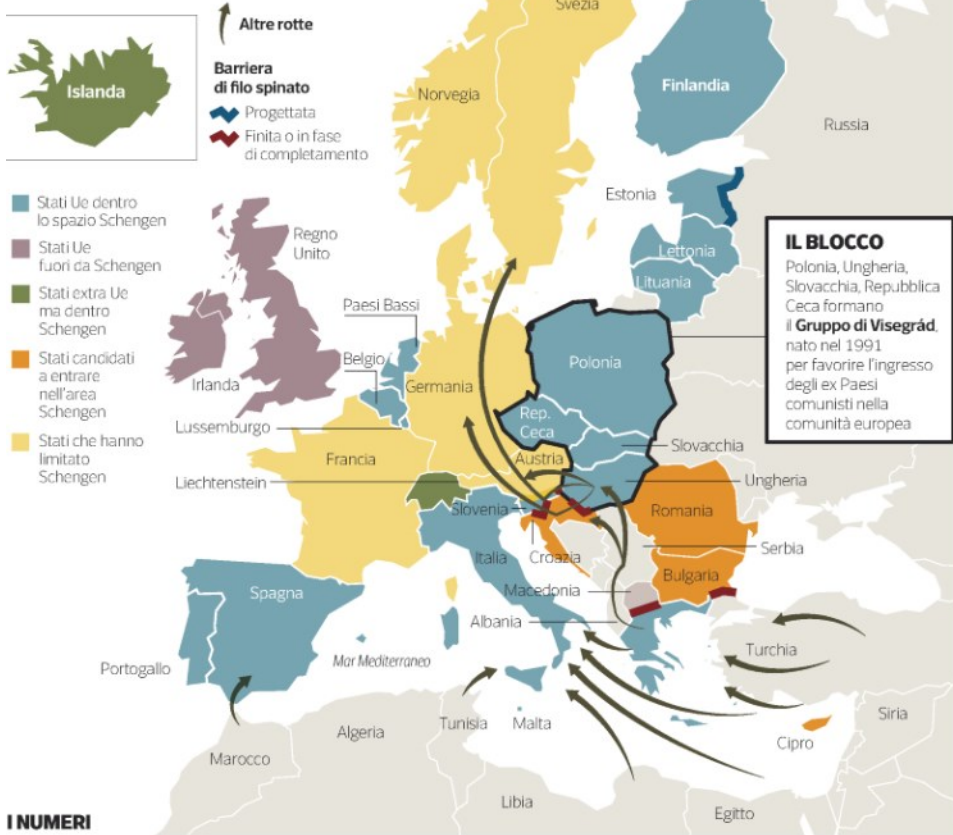 Altre rotte
Barriera
di filo spinato
Progettata
Finita o in fase
di completamento
Islanda
Stati Ue dentro
lo spazio Schengen
Stati Ue
fuori da Schengen
Stati extra Ue
ma dentro
Schengen
Stati candidati
a entrare
nell'area
Schengen
Stati che hanno
limitato
Schengen
Svezia
Norvegia
Finlandia
Russia
Estonia
Lettonia
Lituania
Regno
Unito
Irlanda
Paesi Bassi
Belgio
Lussemburgo
Germania
Polonia
Rep.
Ceca
Slovacchia
Austria
Ungheria
Francia
Liechtenstein
Slovenia
Romania
Italia
Croazia
Serbia
Bulgaria
Macedonia
Albania
Spagna
Portogallo
Mar Mediterraneo
Turchia
Siria
Cipro
Malta
Tunisia
Algeria
Marocco
Libia
Egitto
IL BLOCCO
Polonia, Ungheria,
Slovacchia, Repubblica
Ceca formano
il Gruppo di Visegrád,
nato nel 1991
per favorire l'ingresso
degli ex Paesi
comunisti nella
comunità europea
I NUMERI